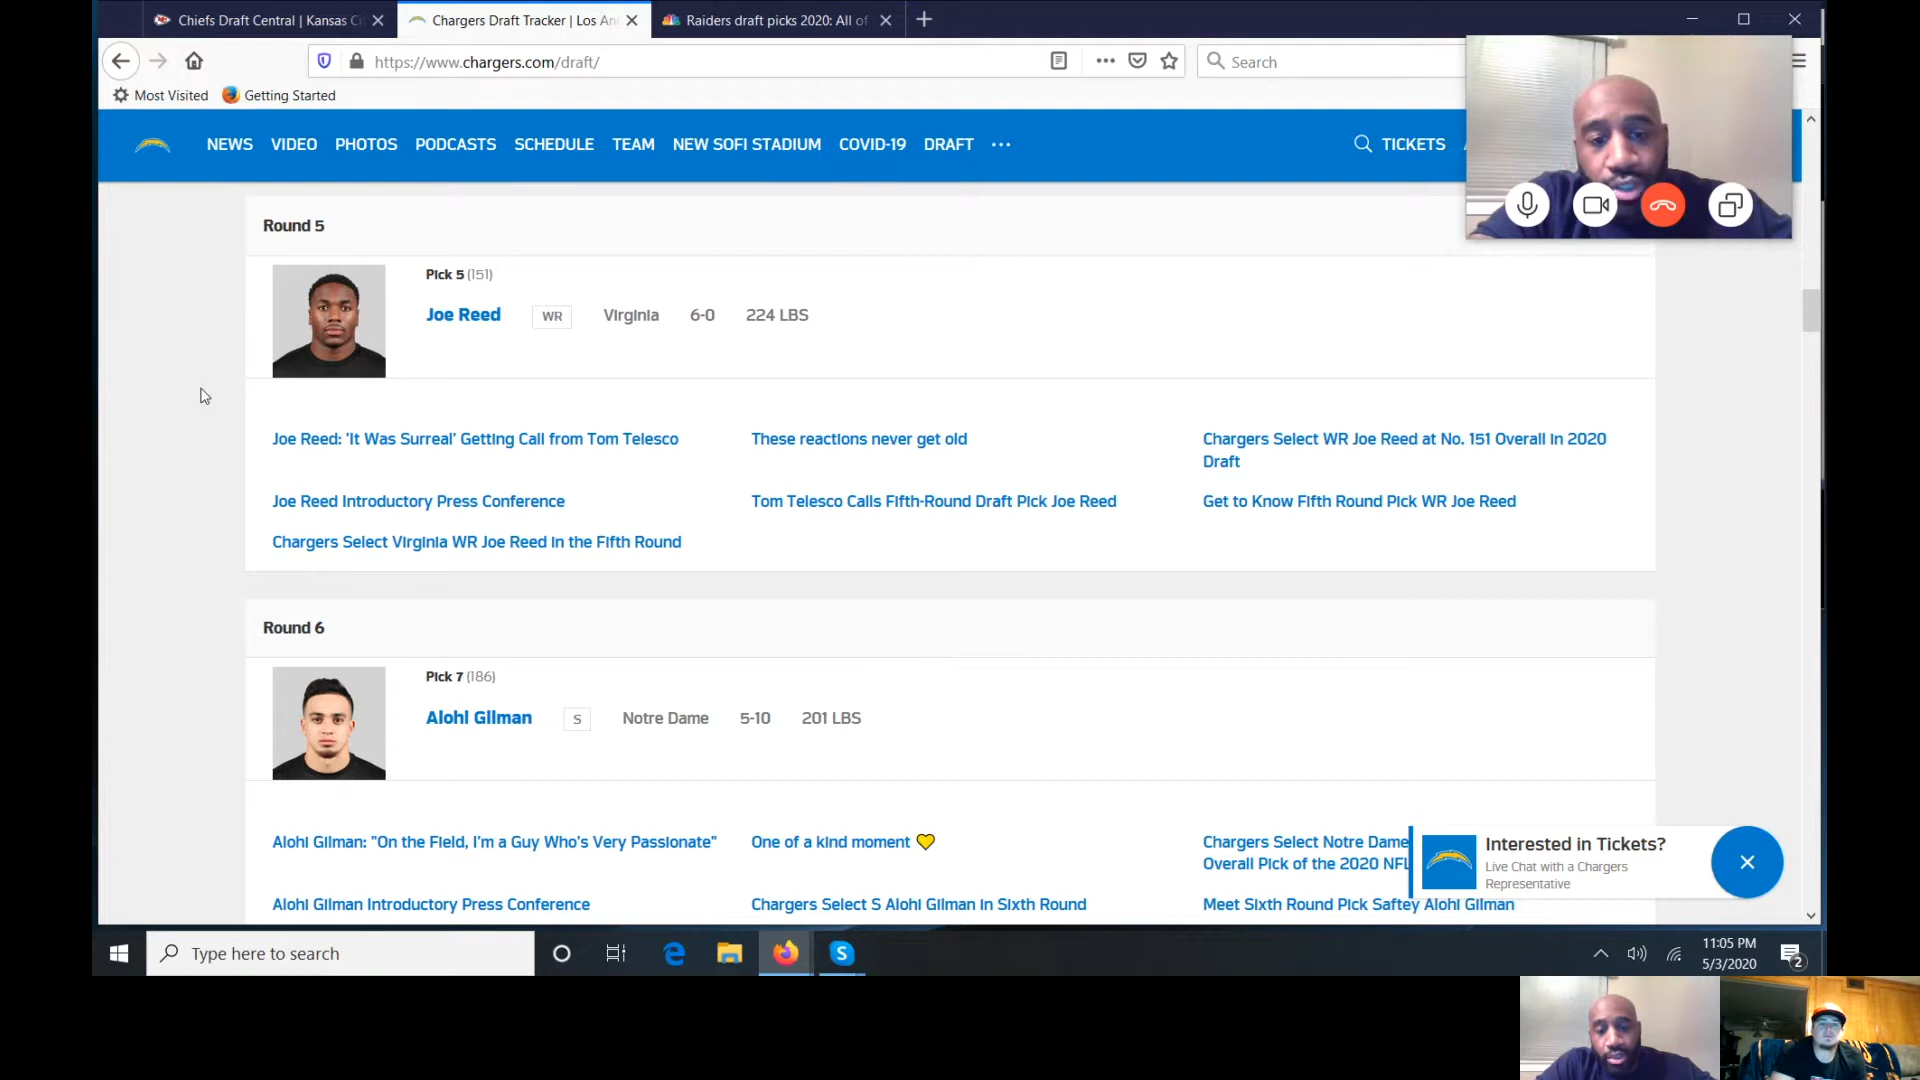 Chiefs Draft Central | Kansas Ci
Chargers Draft Tracker | Los An
Raiders draft picks 2020: All of
https://www.chargers.com/draft/
Search
Most Visited
Getting Started
NEWS VIDEO PHOTOS PODCASTS SCHEDULE TEAM NEW SOFI STADIUM COVID-19 DRAFT ••• TICKETS
Round 5
Pick 5 (151)
Joe Reed WR Virginia 6-0 224 LBS
Joe Reed: 'It Was Surreal' Getting Call from Tom Telesco
These reactions never get old
Chargers Select WR Joe Reed at No. 151 Overall in 2020
Draft
Joe Reed Introductory Press Conference
Tom Telesco Calls Fifth-Round Draft Pick Joe Reed
Get to Know Fifth Round Pick WR Joe Reed
Chargers Select Virginia WR Joe Reed in the Fifth Round
Round 6
Pick 7 (186)
Alohi Gilman S Notre Dame 5-10 201 LBS
Alohi Gilman: "On the Field, I'm a Guy Who's Very Passionate"
One of a kind moment 💛
Chargers Select Notre Dame
Overall Pick of the 2020 NFL
Alohi Gilman Introductory Press Conference
Chargers Select S Alohi Gilman in Sixth Round
Meet Sixth Round Pick Saftey Alohi Gilman
Interested in Tickets?
Live Chat with a Chargers
Representative
Type here to search
11:05 PM
5/3/2020
2